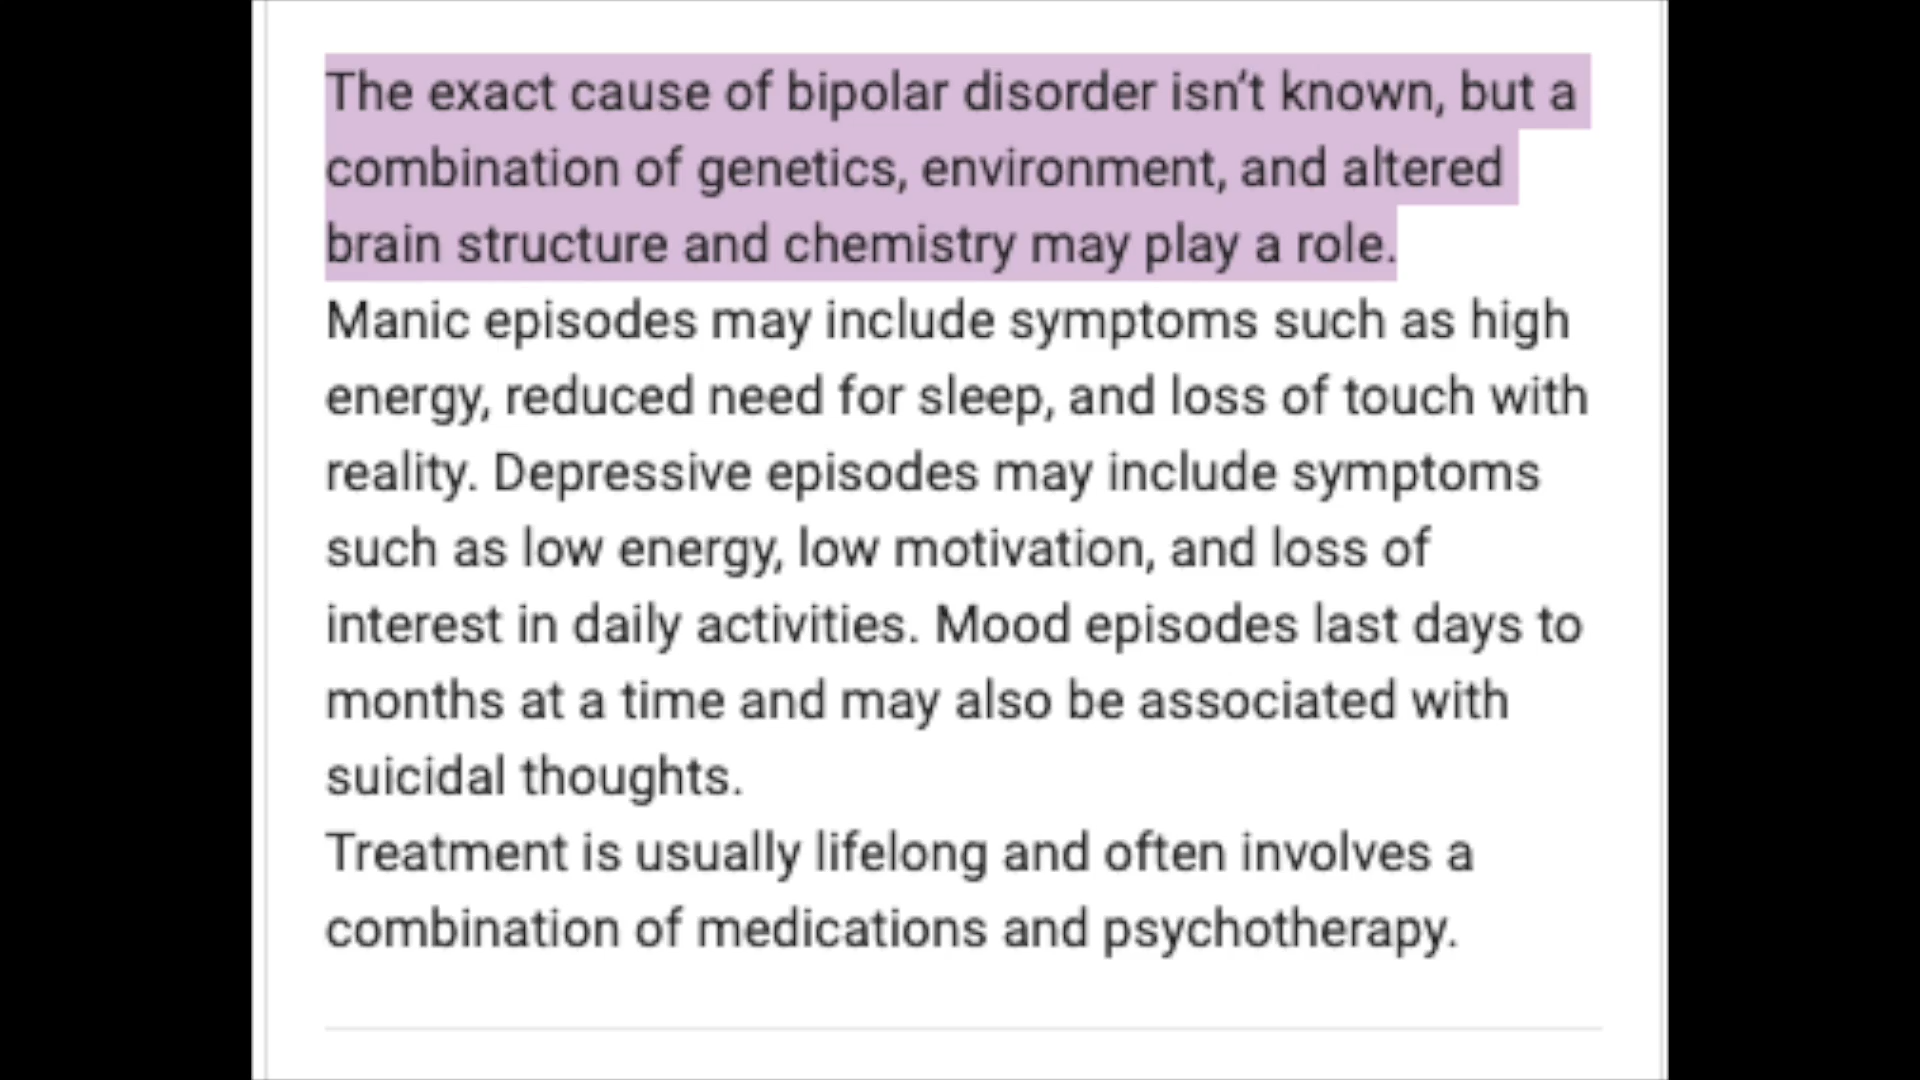 The exact cause of bipolar disorder isn’t known, but a
combination of genetics, environment, and altered
brain structure and chemistry may play a role.
Manic episodes may include symptoms such as high
energy, reduced need for sleep, and loss of touch with
reality. Depressive episodes may include symptoms
such as low energy, low motivation, and loss of
interest in daily activities. Mood episodes last days to
months at a time and may also be associated with
suicidal thoughts.
Treatment is usually lifelong and often involves a
combination of medications and psychotherapy.